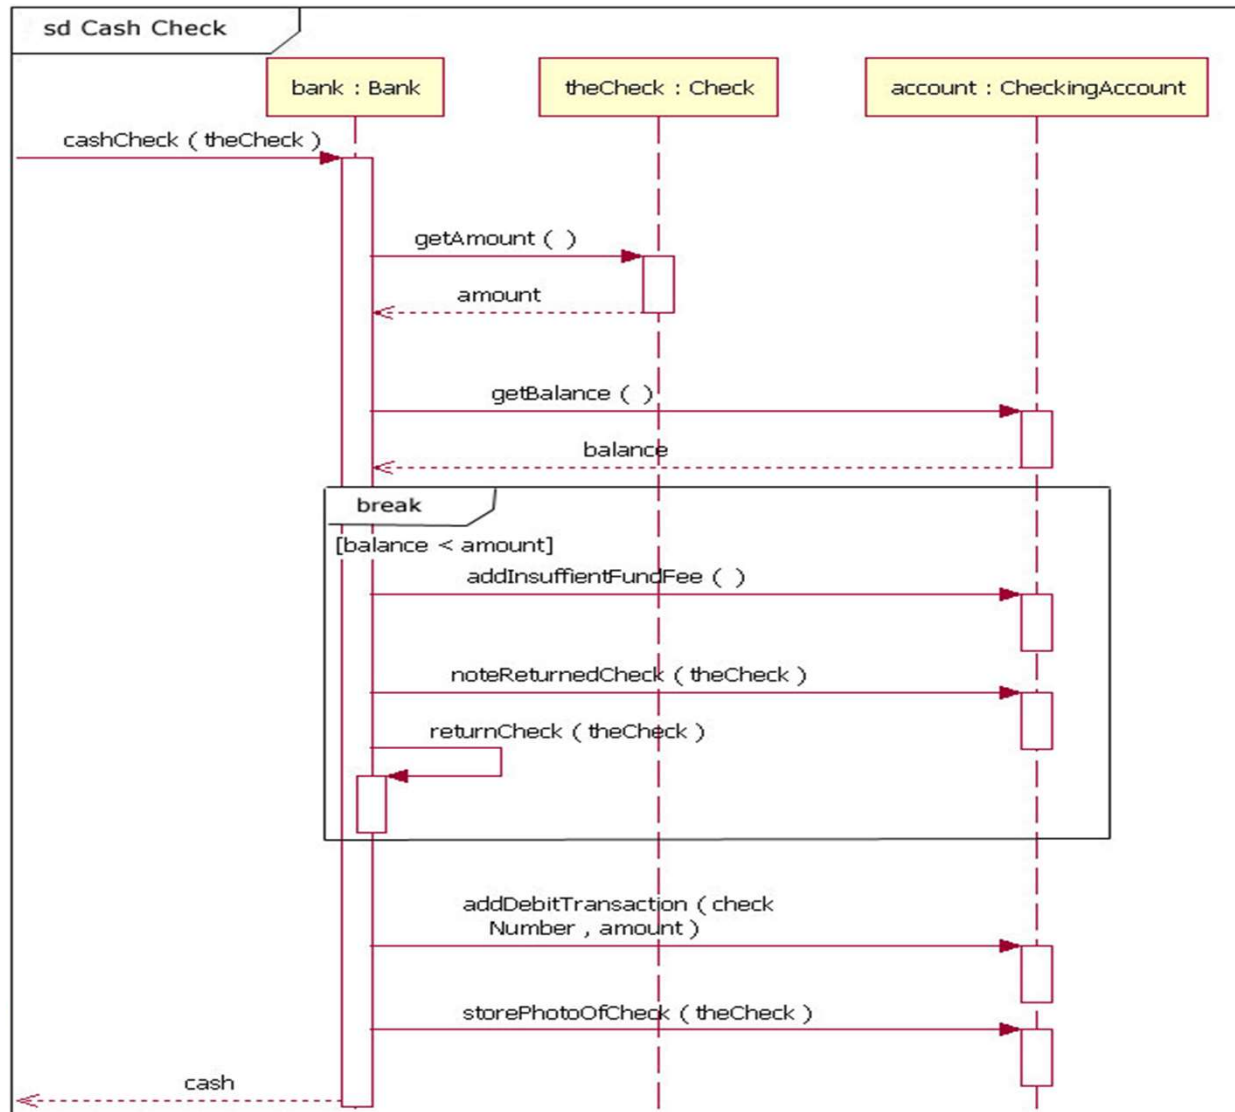 sd Cash Check
bank : Bank
theCheck : Check
account : CheckingAccount
cashCheck ( theCheck )
getAmount ( )
amount
getBalance ( )
balance
break
[balance < amount]
addInsuffientFundFee ( )
noteReturnedCheck ( theCheck )
returnCheck ( theCheck )
addDebitTransaction ( check
Number , amount )
storePhotoOfCheck ( theCheck )
cash